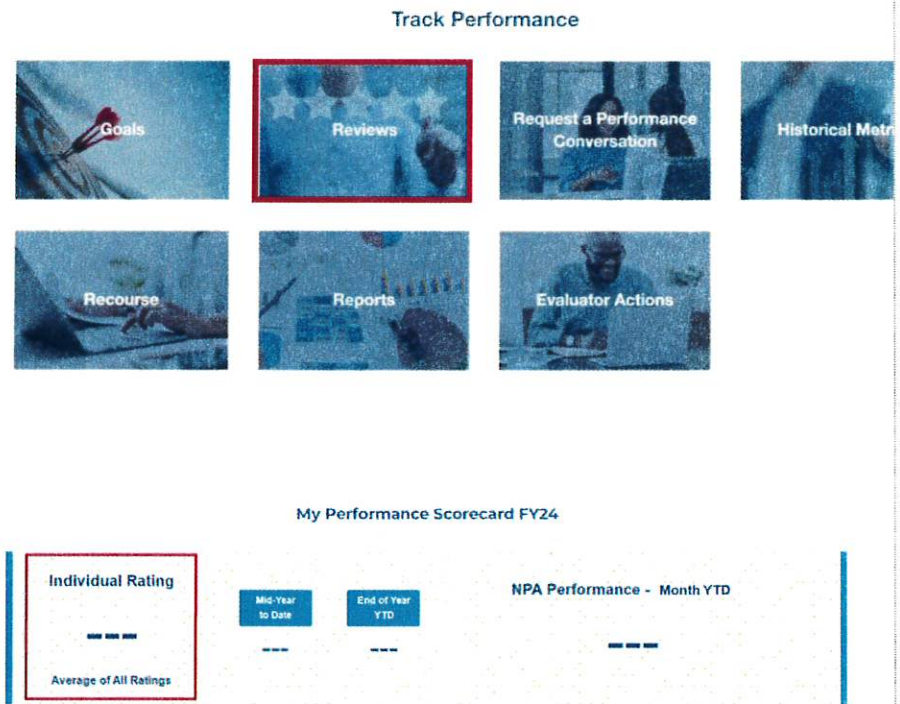 Track Performance
Goals
Reviews
Request a Performance
Conversation
Historical Metr
Recourse
Reports
Evaluator Actions
My Performance Scorecard FY24
Individual Rating
---
Average of All Ratings
Mid-Year
to Date
---
End of Year
YTD
---
NPA Performance - Month YTD
---